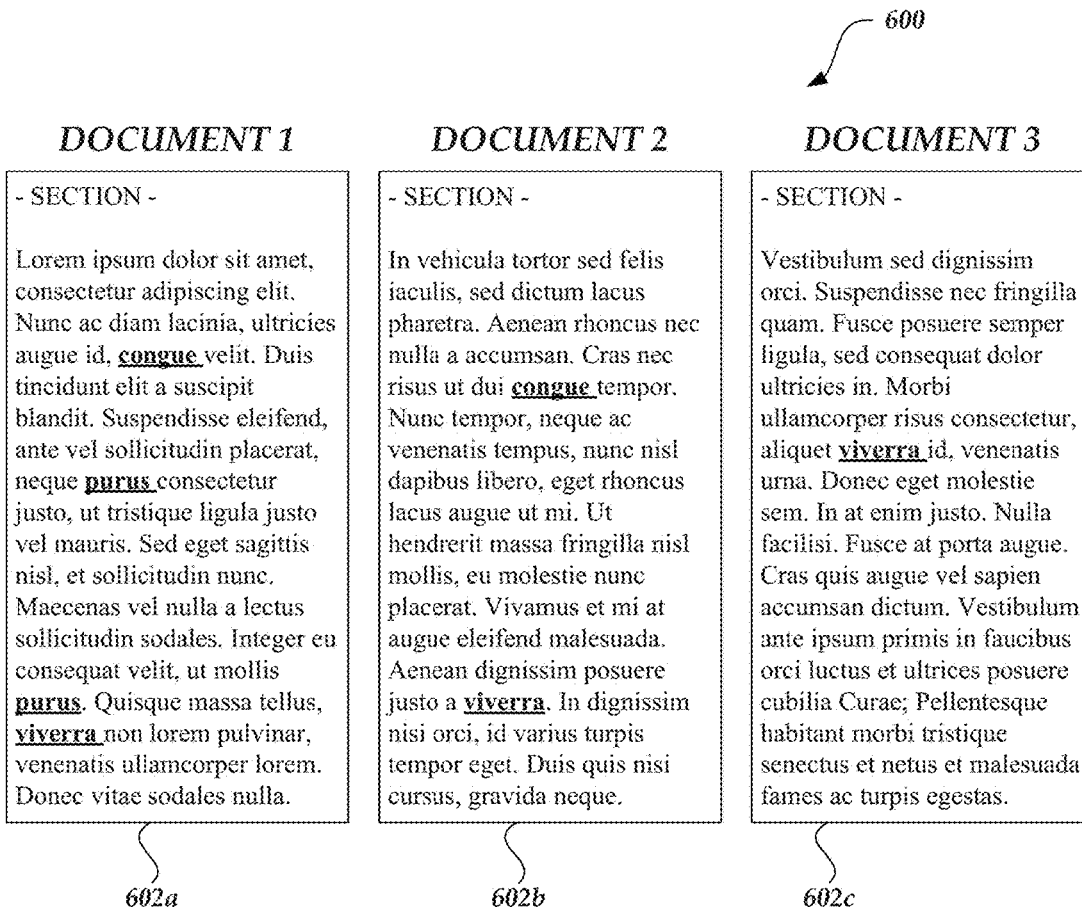 600
DOCUMENT 1
- SECTION -
Lorem ipsum dolor sit amet,
consectetur adipiscing elit.
Nunc ac diam lacinia, ultricies
augue id, congue velit. Duis
tincidunt elit a suscipit
blandit. Suspendisse eleifend,
ante vel sollicitudin placerat,
neque purus consectetur
justo, ut tristique ligula justo
vel mauris. Sed eget sagittis
nisl, et sollicitudin nunc.
Maecenas vel nulla a lectus
sollicitudin sodales. Integer eu
consequat velit, ut mollis
purus. Quisque massa tellus,
viverra non lorem pulvinar,
venenatis ullamcorper lorem.
Donec vitae sodales nulla.
602a
DOCUMENT 2
- SECTION -
In vehicula tortor sed felis
iaculis, sed dictum lacus
pharetra. Aenean rhoncus nec
nulla a accumsan. Cras nec
risus ut dui congue tempor.
Nunc tempor, neque ac
venenatis tempus, nunc nisl
dapibus libero, eget rhoncus
lacus augue ut mi. Ut
hendrerit massa fringilla nisl
mollis, eu molestie nunc
placerat. Vivamus et mi at
augue eleifend malesuada.
Aenean dignissim posuere
justo a viverra. In dignissim
nisi orci, id varius turpis
tempor eget. Duis quis nisi
cursus, gravida neque.
602b
DOCUMENT 3
- SECTION -
Vestibulum sed dignissim
orci. Suspendisse nec fringilla
quam. Fusce posuere semper
ligula, sed consequat dolor
ultricies in. Morbi
ullamcorper risus consectetur,
aliquet viverra id, venenatis
urna. Donec eget molestie
sem. In at enim justo. Nulla
facilisi. Fusce at porta augue.
Cras quis augue vel sapien
accumsan dictum. Vestibulum
ante ipsum primis in faucibus
orci luctus et ultrices posuere
cubilia Curae; Pellentesque
habitant morbi tristique
senectus et netus et malesuada
fames ac turpis egestas.
602c